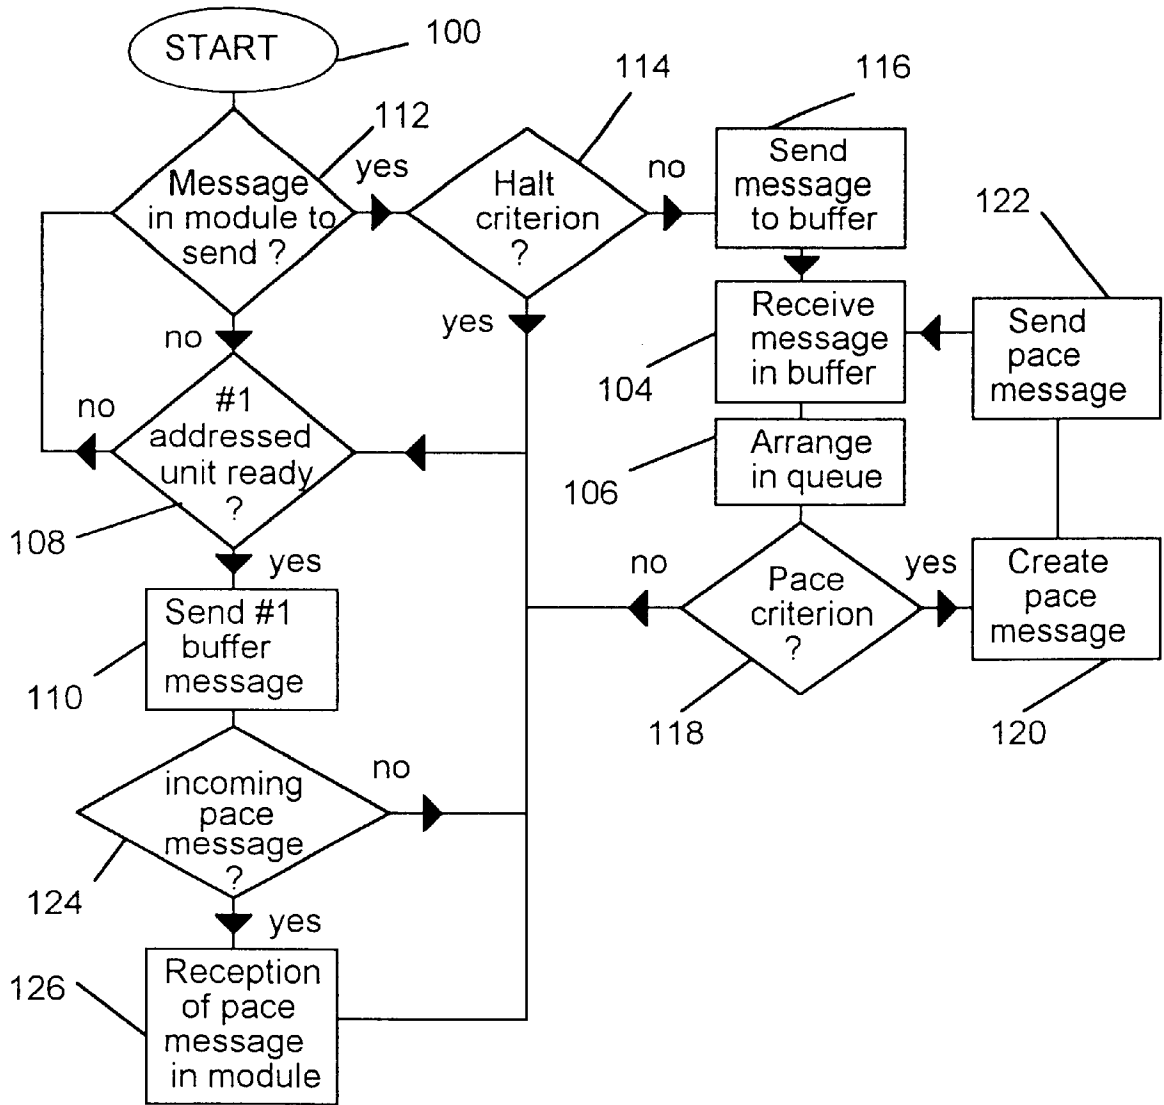 START
100
112
114
116
Message
in module to
send ?
yes
Halt
criterion
?
no
Send
message
to buffer
122
no
yes
Receive
message
in buffer
104
Send
pace
message
no
#1
addressed
unit ready
?
108
Arrange
in queue
106
yes
no
Pace
criterion
?
yes
Create
pace
message
Send #1
buffer
message
110
118
120
incoming
pace
message
?
no
124
yes
Reception
of pace
message
in module
126